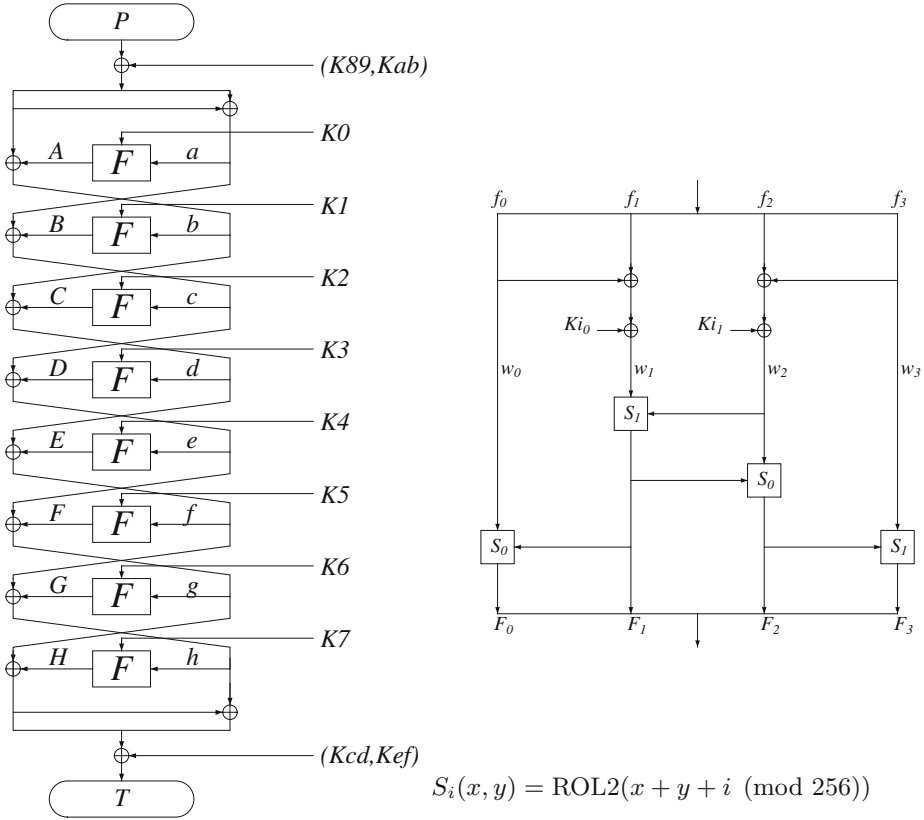 P
(K89,Kab)
K0
A F a
K1
B F b
K2
C F c
K3
D F d
K4
E F e
K5
F F f
K6
G F g
K7
H F h
(Kcd,Kef)
T
f0 f1 f2 f3
Ki0 Ki1
w0 w1 w2 w3
S1
S0
S0 S1
F0 F1 F2 F3
Si(x, y) = ROL2(x + y + i (mod 256))